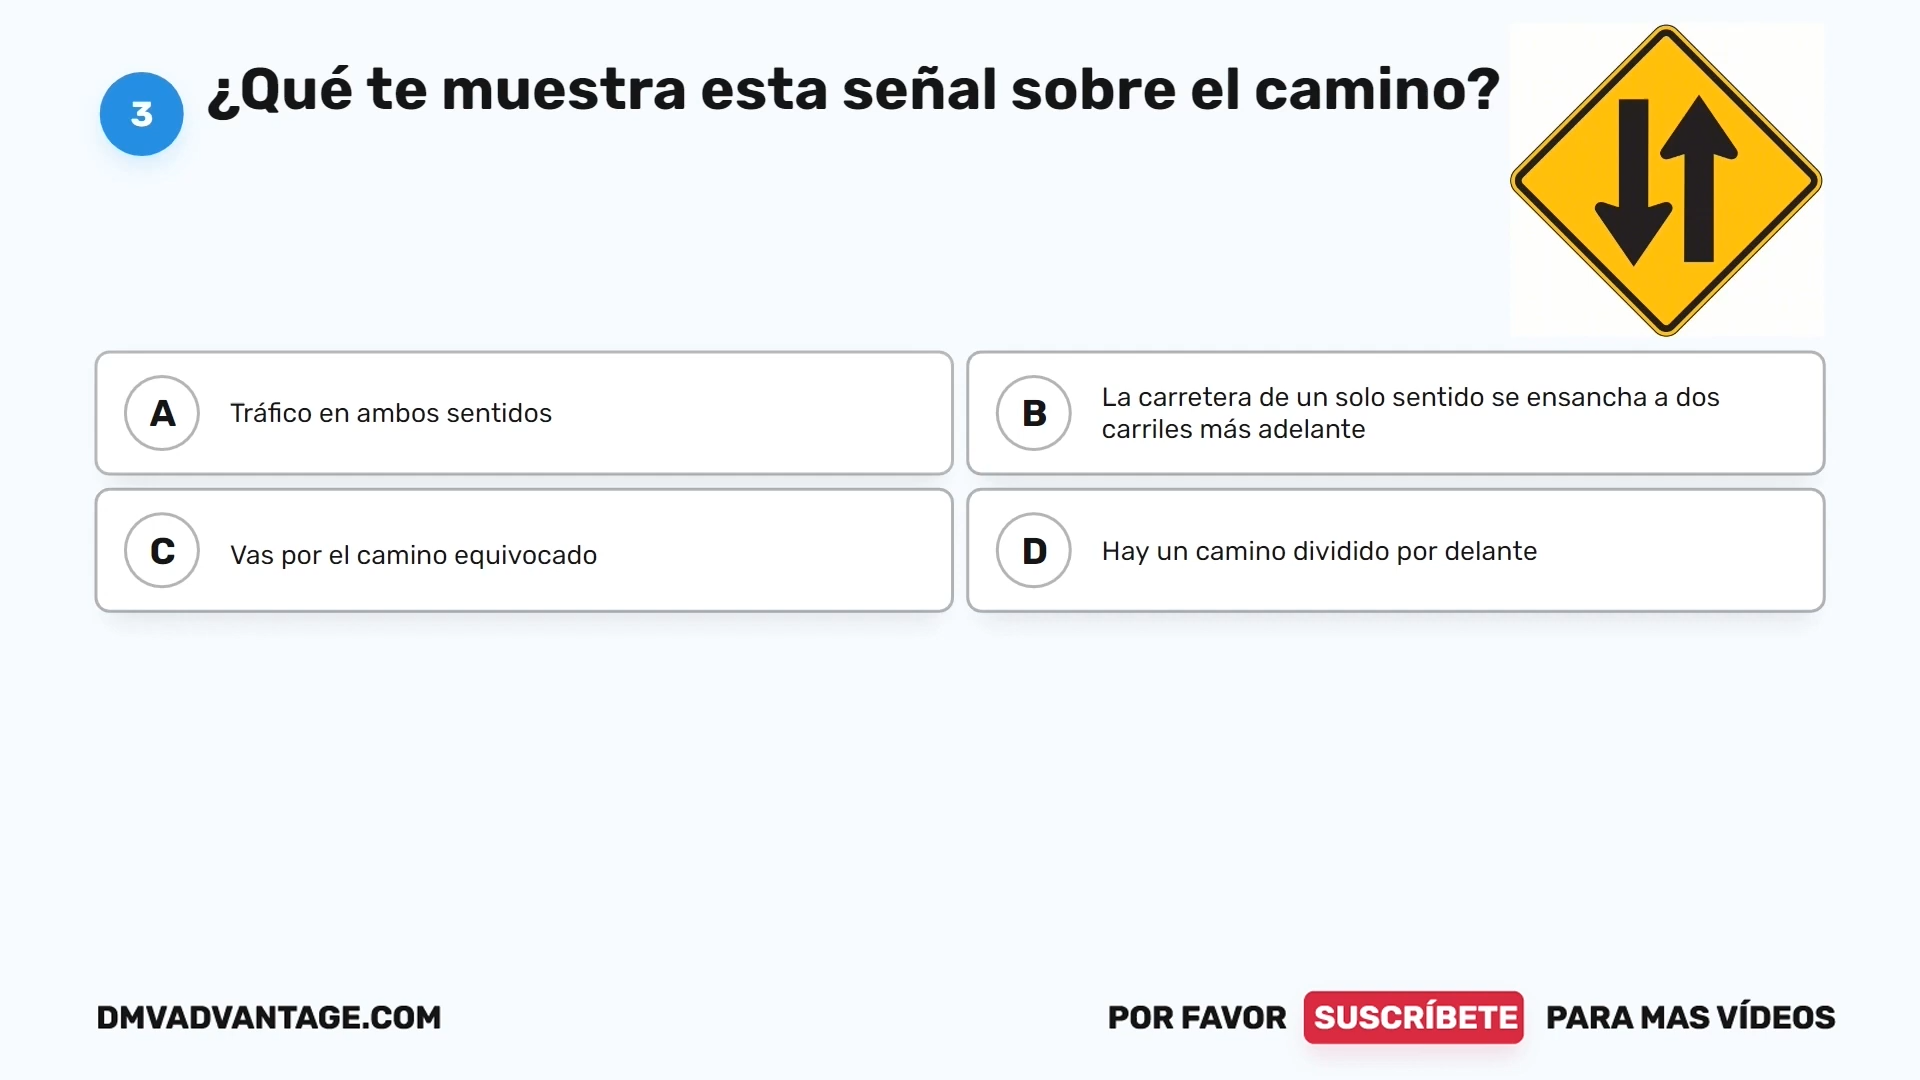 3
¿Qué te muestra esta señal sobre el camino?
A
Tráfico en ambos sentidos
B
La carretera de un solo sentido se ensancha a dos
carriles más adelante
C
Vas por el camino equivocado
D
Hay un camino dividido por delante
DMVADVANTAGE.COM
POR FAVOR SUSCRÍBETE PARA MAS VÍDEOS